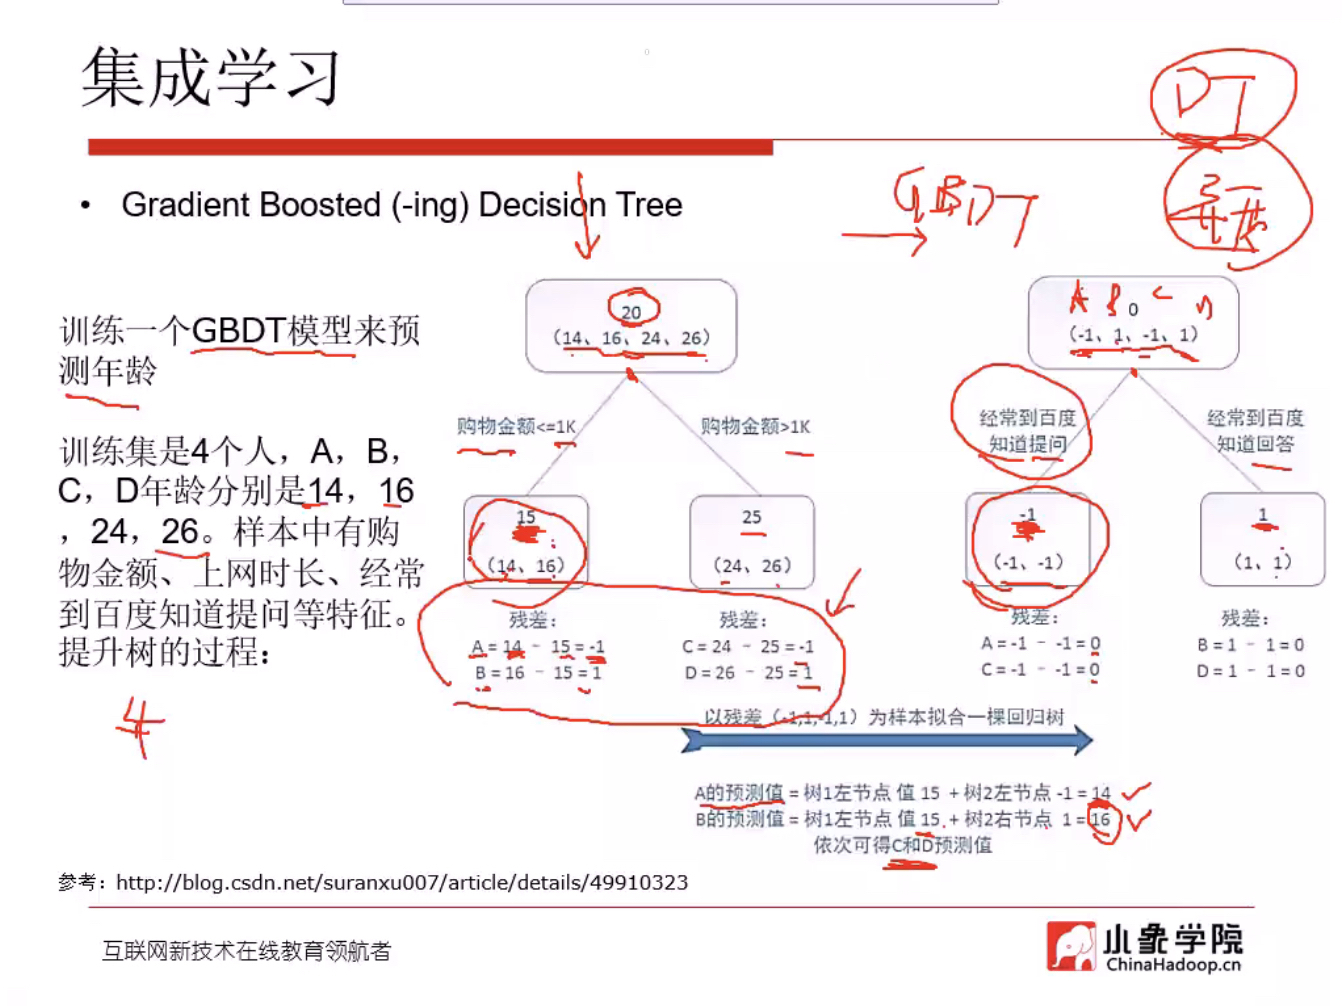 集成学习
DT
• Gradient Boosted (-ing) Decision Tree
GBDT
训练一个GBDT模型来预
测年龄
训练集是4个人，A，B，
C，D年龄分别是14，16
，24，26。样本中有购
物金额、上网时长、经常
到百度知道提问等特征。
提升树的过程：
4
20
（14、16、24、26）
购物金额<=1K
购物金额>1K
15
（14、16）
25
（24、26）
残差：
A = 14 - 15 = -1
B = 16 - 15 = 1
残差：
C = 24 - 25 = -1
D = 26 - 25 = 1
A B C D
0
（-1、1、-1、1）
经常到百度
知道提问
经常到百度
知道回答
-1
（-1、-1）
1
（1、1）
残差：
A = -1 - -1 = 0
C = -1 - -1 = 0
残差：
B = 1 - 1 = 0
D = 1 - 1 = 0
以残差（-1,1,-1,1）为样本拟合一棵回归树
A的预测值 = 树1左节点 值 15 + 树2左节点 -1 = 14
B的预测值 = 树1左节点 值 15 + 树2右节点 1 = 16
依次可得C和D预测值
参考：http://blog.csdn.net/suranxu007/article/details/49910323
互联网新技术在线教育领航者
小象学院
ChinaHadoop.cn